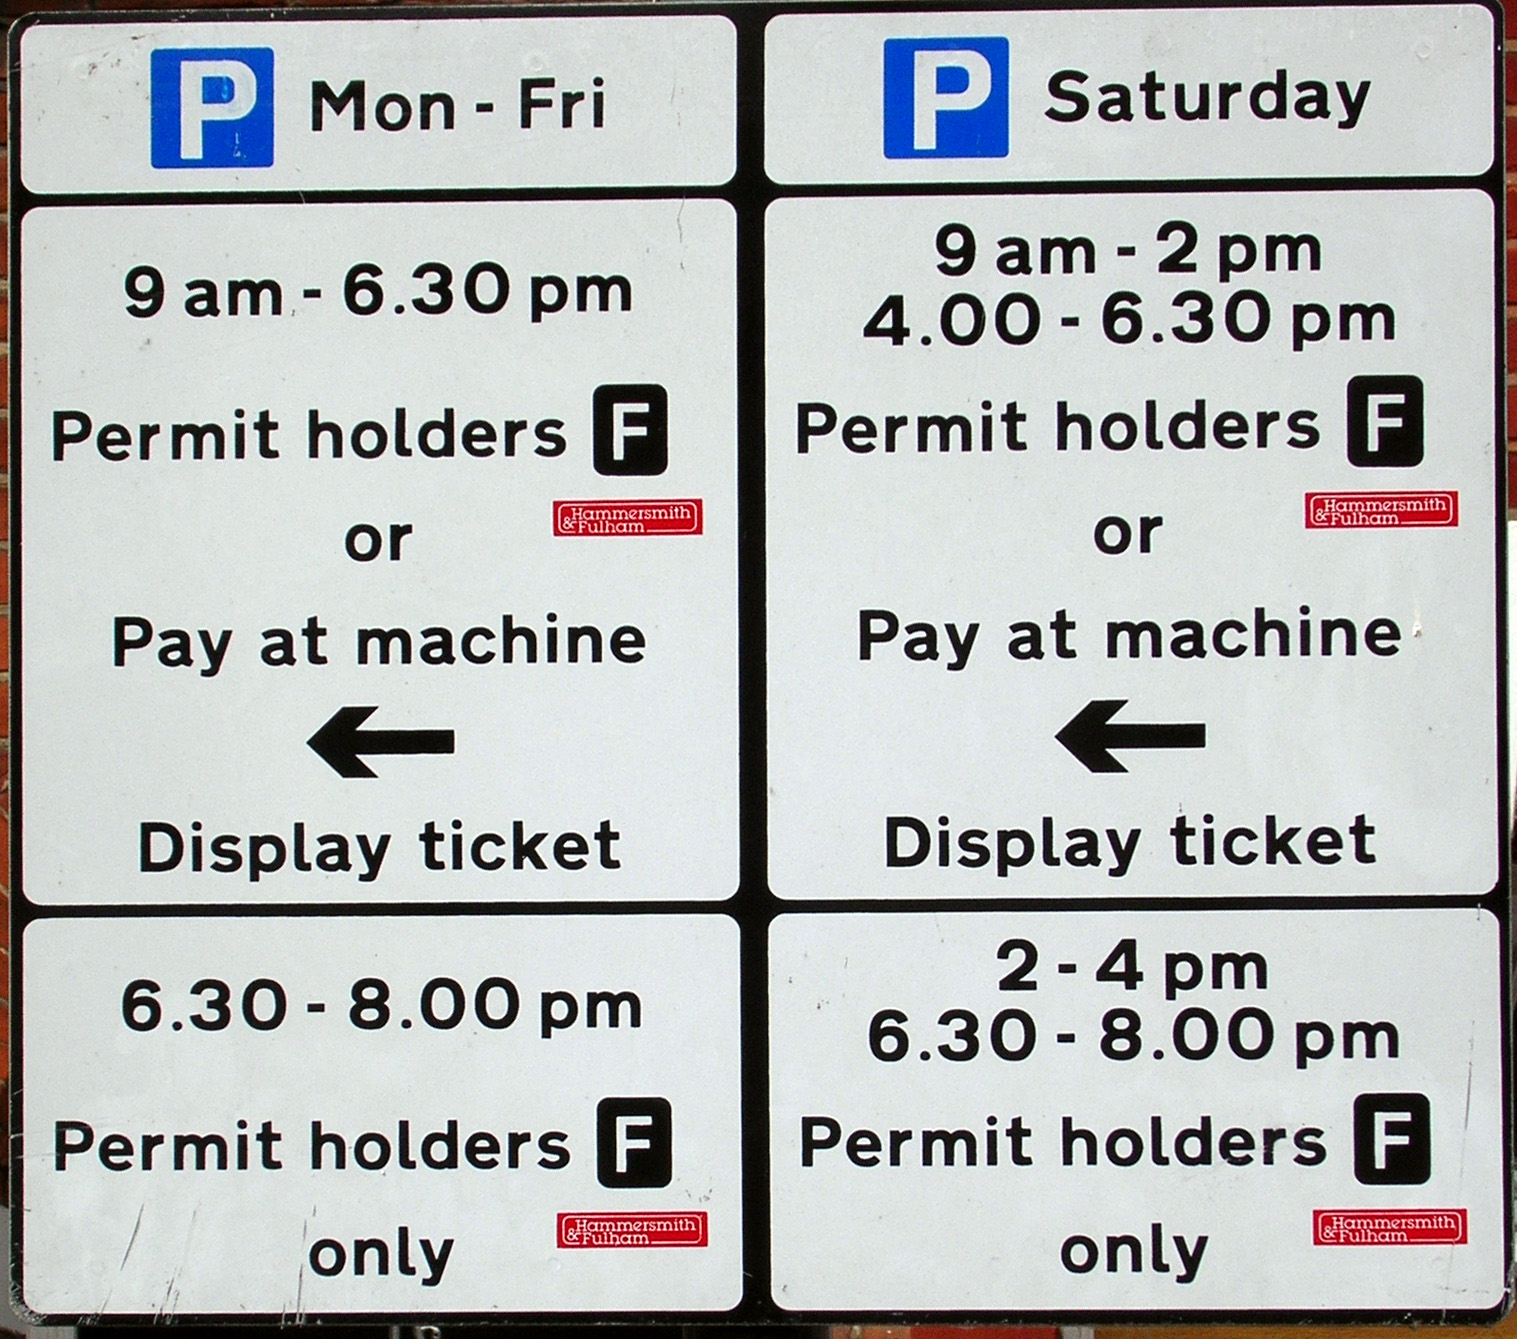 P Mon - Fri
9 am - 6.30 pm
Permit holders F
Hammersmith
& Fulham
or
Pay at machine
Display ticket
6.30 - 8.00 pm
Permit holders F
Hammersmith
& Fulham
only
P Saturday
9 am - 2 pm
4.00 - 6.30 pm
Permit holders F
Hammersmith
& Fulham
or
Pay at machine
Display ticket
2 - 4 pm
6.30 - 8.00 pm
Permit holders F
Hammersmith
& Fulham
only